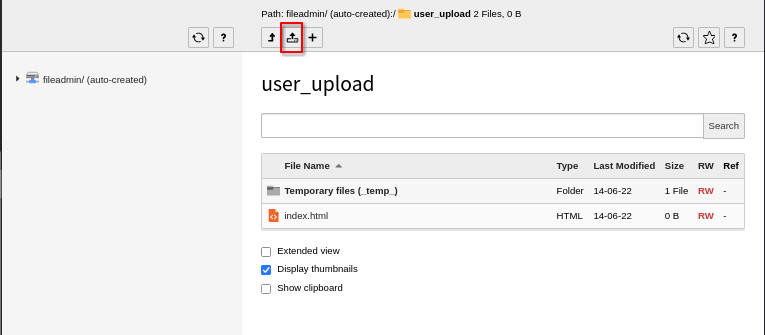 Path: fileadmin/ (auto-created):/ user_upload 2 Files, 0 B
?
?
fileadmin/ (auto-created)
user_upload
Search
File Name Type Last Modified Size RW Ref
Temporary files (_temp_) Folder 14-06-22 1 File RW -
index.html HTML 14-06-22 0 B RW -
Extended view
Display thumbnails
Show clipboard